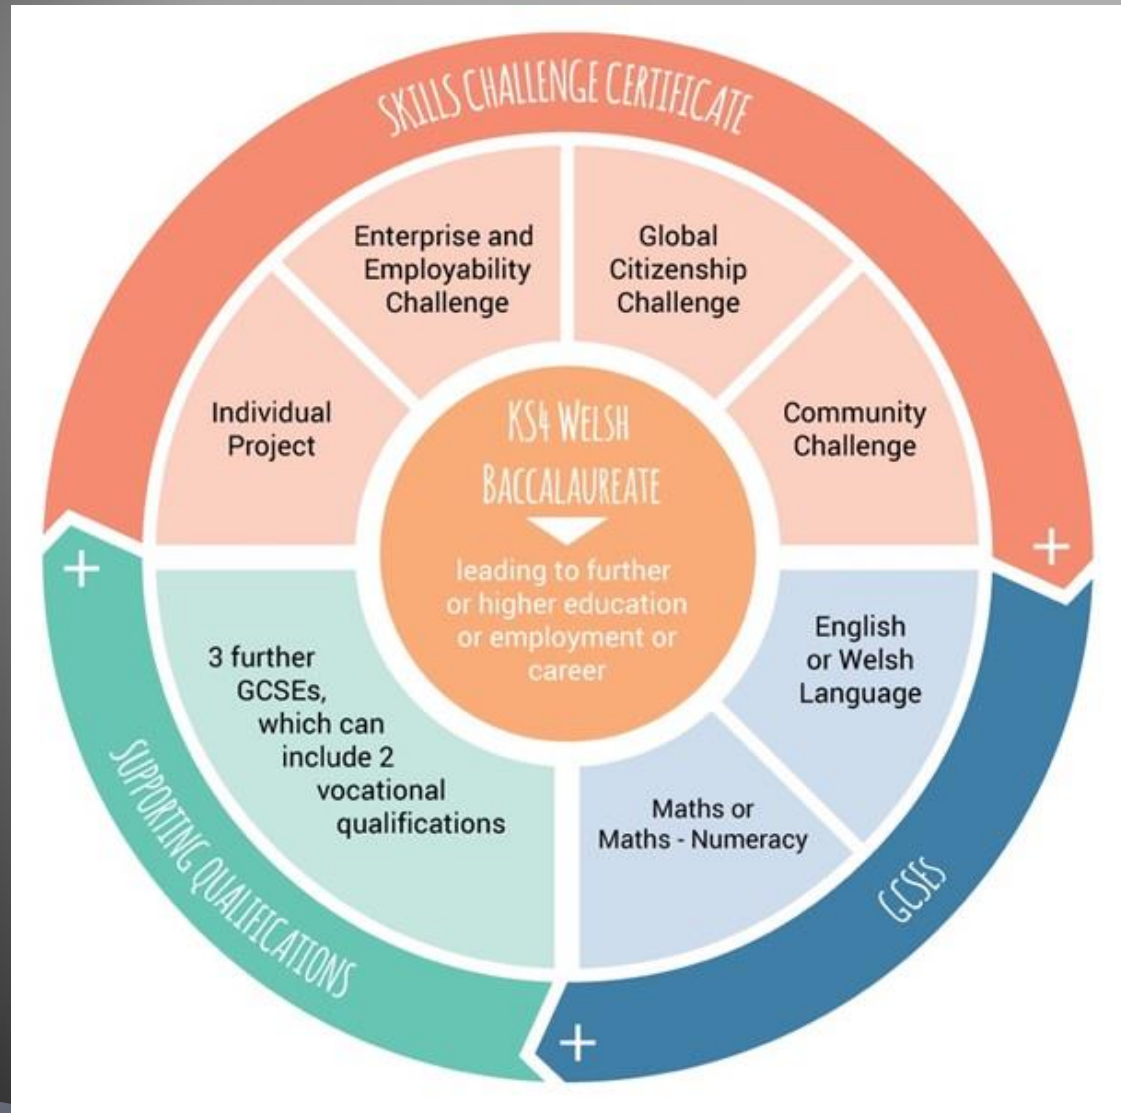 SKILLS CHALLENGE CERTIFICATE
Enterprise and
Employability
Challenge
Global
Citizenship
Challenge
Individual
Project
Community
Challenge
KS4 WELSH
BACCALAUREATE
leading to further
or higher education
or employment or
career
+
+
English
or Welsh
Language
3 further
GCSEs,
which can
include 2
vocational
qualifications
Maths or
Maths - Numeracy
SUPPORTING QUALIFICATIONS
GCSES
+